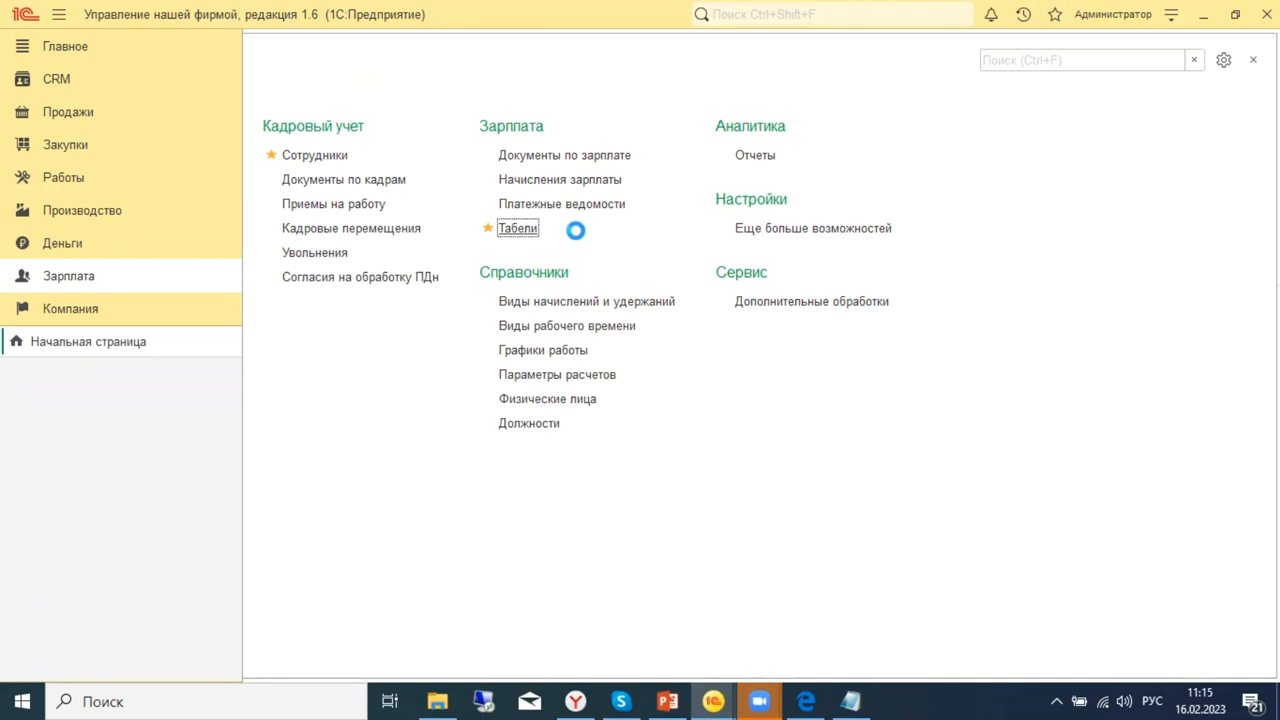 Управление нашей фирмой, редакция 1.6 (1С:Предприятие)
Поиск Ctrl+Shift+F
Администратор
Главное
CRM
Продажи
Закупки
Работы
Производство
Деньги
Зарплата
Компания
Начальная страница
Поиск (Ctrl+F)
Кадровый учет
Сотрудники
Документы по кадрам
Приемы на работу
Кадровые перемещения
Увольнения
Согласия на обработку ПДн
Зарплата
Документы по зарплате
Начисления зарплаты
Платежные ведомости
Табели
Справочники
Виды начислений и удержаний
Виды рабочего времени
Графики работы
Параметры расчетов
Физические лица
Должности
Аналитика
Отчеты
Настройки
Еще больше возможностей
Сервис
Дополнительные обработки
Поиск
РУС
11:15
16.02.2023
21